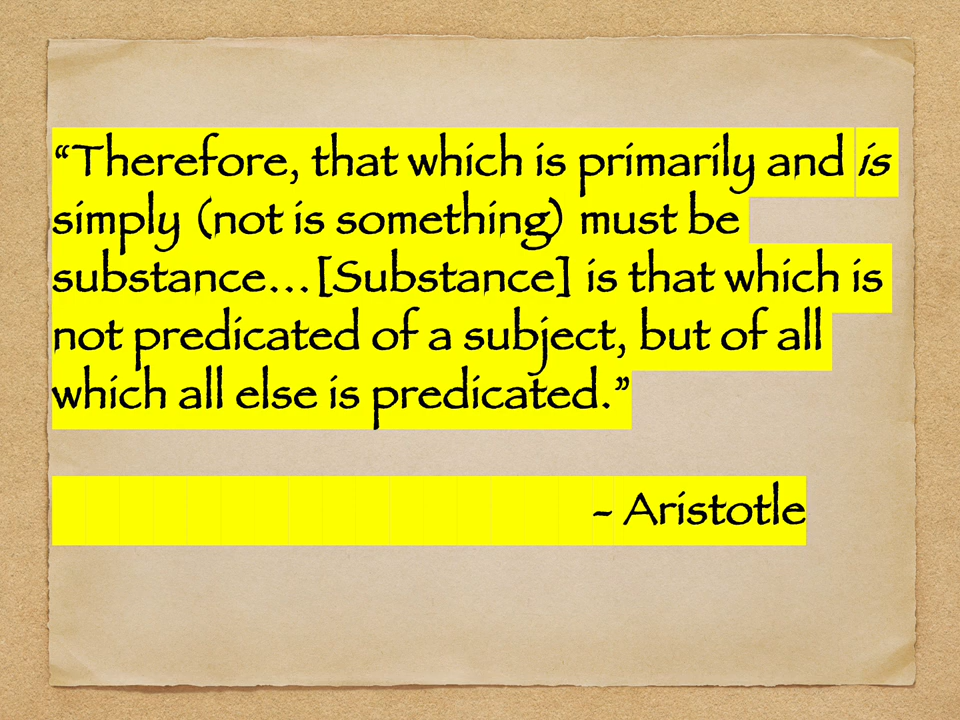 “Therefore, that which is primarily and is
simply (not is something) must be
substance...[Substance] is that which is
not predicated of a subject, but of all
which all else is predicated.”
- Aristotle